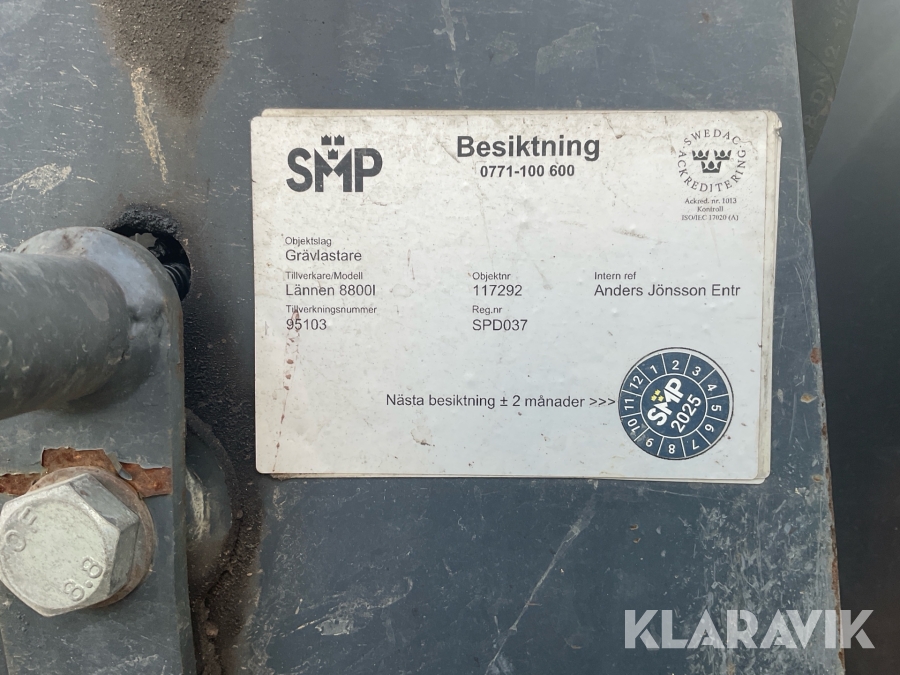 SMP
Besiktning
0771-100 600
SWEDAC ACKREDITERING
Ackred. nr. 1013
Kontroll
ISO/IEC 17020 (A)
Objektslag
Grävlastare
Tillverkare/Modell
Objektnr
Intern ref
Lännen 8800I
117292
Anders Jönsson Entr
Tillverkningsnummer
Reg.nr
95103
SPD037
Nästa besiktning ± 2 månader >>>
1 2 3 4 5 6 7 8 9 10 11 12
SMP
2025
8.8
KLARAVIK